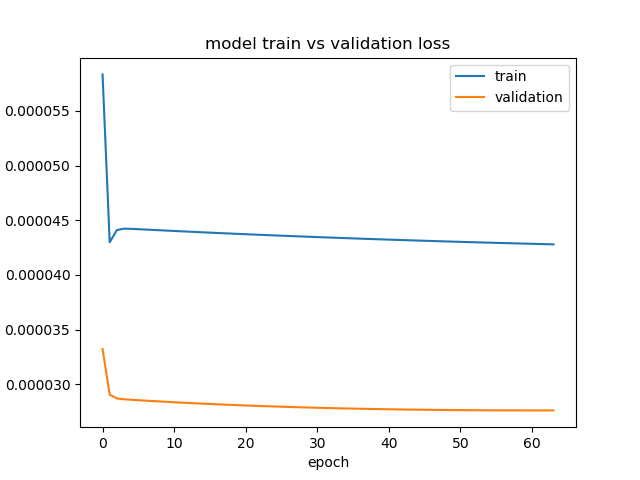 model train vs validation loss
train
validation
0.000055
0.000050
0.000045
0.000040
0.000035
0.000030
0 10 20 30 40 50 60
epoch